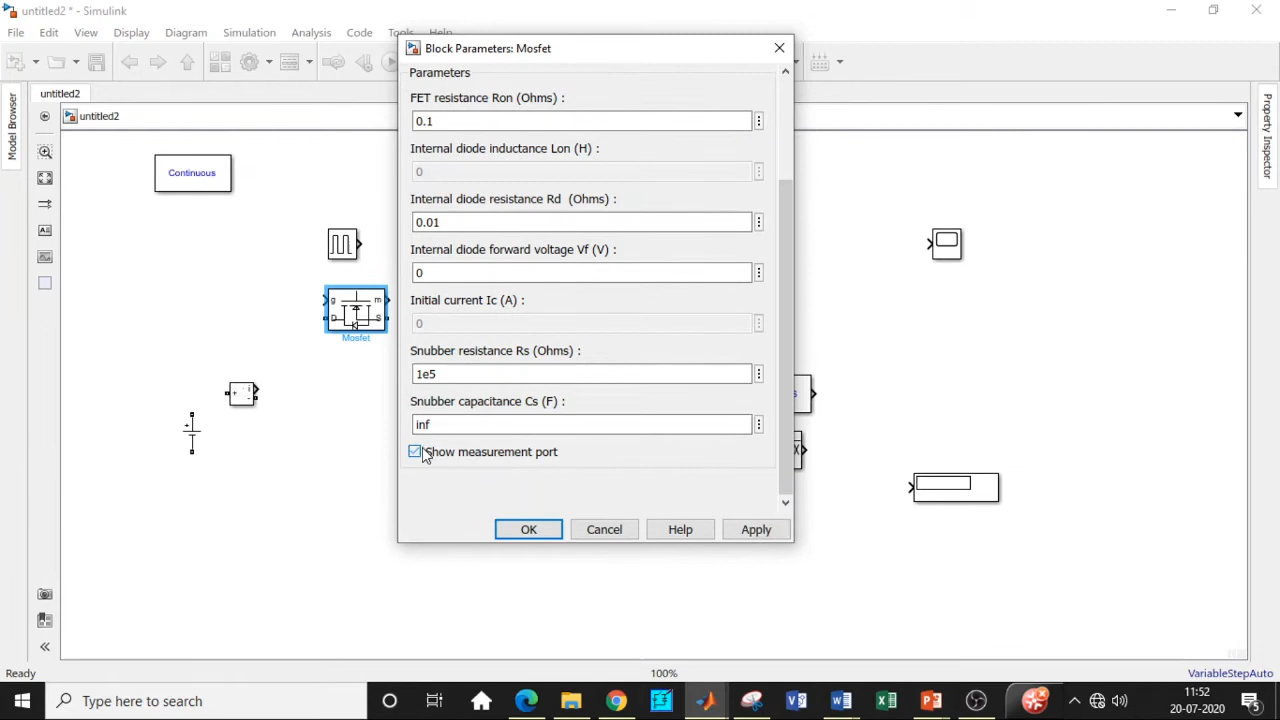 untitled2 * - Simulink
File Edit View Display Diagram Simulation Analysis Code Tools
Block Parameters: Mosfet
Parameters
FET resistance Ron (Ohms) :
0.1
Internal diode inductance Lon (H) :
0
Internal diode resistance Rd  (Ohms) :
0.01
Internal diode forward voltage Vf (V) :
0
Initial current Ic (A) :
0
Snubber resistance Rs (Ohms) :
1e5
Snubber capacitance Cs (F) :
inf
Show measurement port
OK Cancel Help Apply
untitled2
untitled2
Model Browser
Property Inspector
Continuous
g m
D S
Mosfet
+ i
-
+
s
X
Ready
100%
VariableStepAuto
Type here to search
11:52
20-07-2020
5